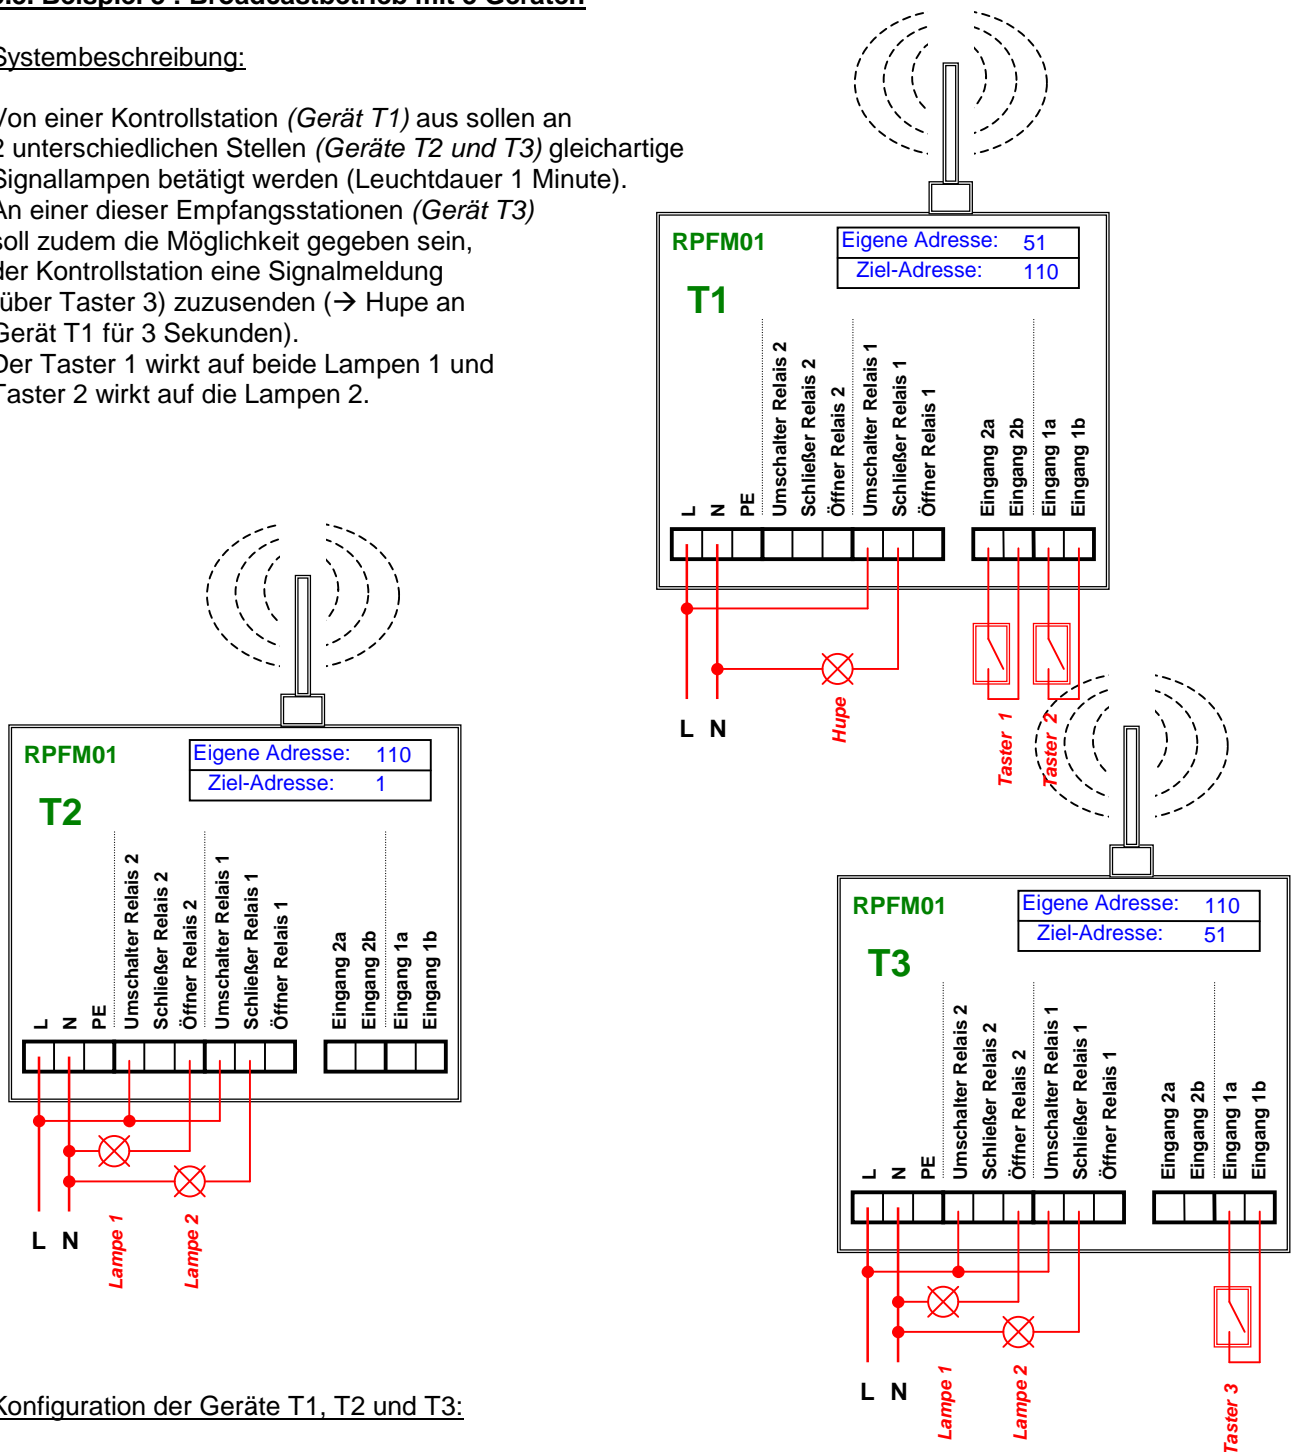 Beispiel 3 : Broadcastbetrieb mit 3 Geräten
Systembeschreibung:
Von einer Kontrollstation (Gerät T1) aus sollen an
2 unterschiedlichen Stellen (Geräte T2 und T3) gleichartige
Signallampen betätigt werden (Leuchtdauer 1 Minute).
An einer dieser Empfangsstationen (Gerät T3)
soll zudem die Möglichkeit gegeben sein,
der Kontrollstation eine Signalmeldung
über Taster 3) zuzusenden (→ Hupe an
Gerät T1 für 3 Sekunden).
Der Taster 1 wirkt auf beide Lampen 1 und
Taster 2 wirkt auf die Lampen 2.
RPFM01
Eigene Adresse: 51
Ziel-Adresse: 110
T1
L
N
PE
Umschalter Relais 2
Schließer Relais 2
Öffner Relais 2
Umschalter Relais 1
Schließer Relais 1
Öffner Relais 1
Eingang 2a
Eingang 2b
Eingang 1a
Eingang 1b
L N
Hupe
Taster 1
Taster 2
RPFM01
Eigene Adresse: 110
Ziel-Adresse: 1
T2
L
N
PE
Umschalter Relais 2
Schließer Relais 2
Öffner Relais 2
Umschalter Relais 1
Schließer Relais 1
Öffner Relais 1
Eingang 2a
Eingang 2b
Eingang 1a
Eingang 1b
L N
Lampe 1
Lampe 2
RPFM01
Eigene Adresse: 110
Ziel-Adresse: 51
T3
L
N
PE
Umschalter Relais 2
Schließer Relais 2
Öffner Relais 2
Umschalter Relais 1
Schließer Relais 1
Öffner Relais 1
Eingang 2a
Eingang 2b
Eingang 1a
Eingang 1b
L N
Lampe 1
Lampe 2
Taster 3
Konfiguration der Geräte T1, T2 und T3: